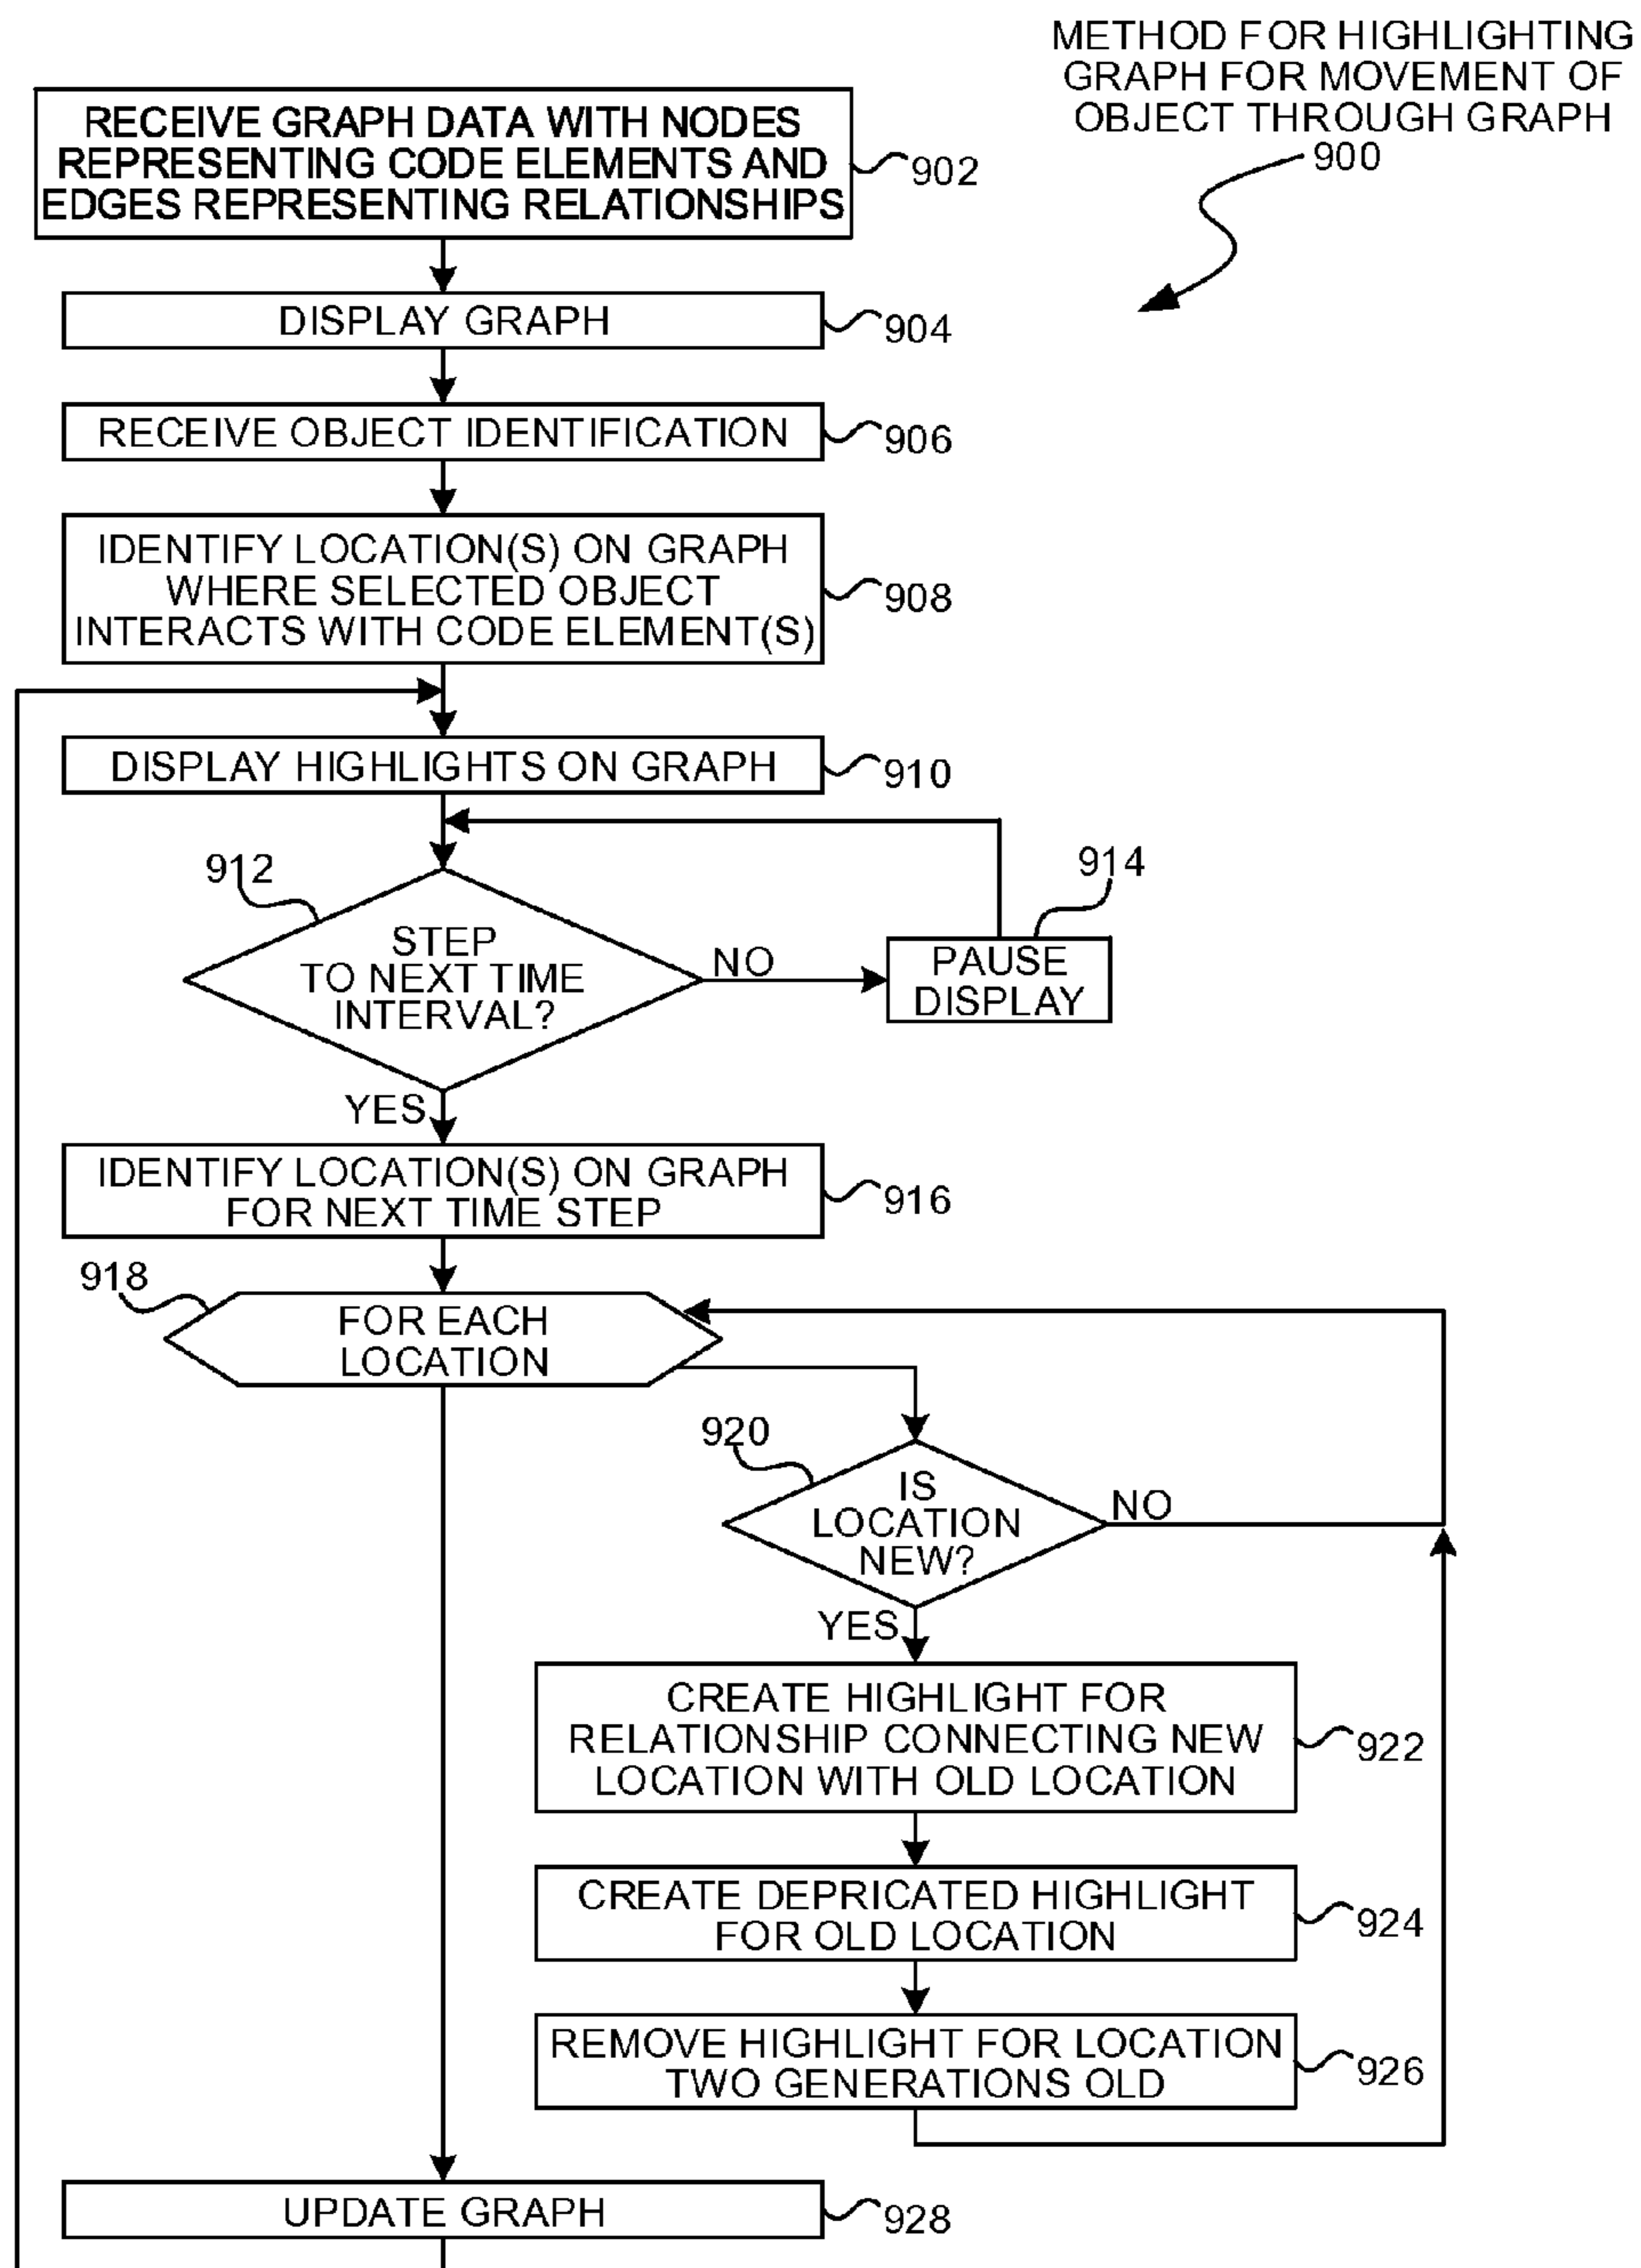 METHOD FOR HIGHLIGHTING
GRAPH FOR MOVEMENT OF
OBJECT THROUGH GRAPH
900
RECEIVE GRAPH DATA WITH NODES
REPRESENTING CODE ELEMENTS AND
EDGES REPRESENTING RELATIONSHIPS
902
DISPLAY GRAPH
904
RECEIVE OBJECT IDENTIFICATION
906
IDENTIFY LOCATION(S) ON GRAPH
WHERE SELECTED OBJECT
INTERACTS WITH CODE ELEMENT(S)
908
DISPLAY HIGHLIGHTS ON GRAPH
910
912
STEP
TO NEXT TIME
INTERVAL?
NO
914
PAUSE
DISPLAY
YES
IDENTIFY LOCATION(S) ON GRAPH
FOR NEXT TIME STEP
916
918
FOR EACH
LOCATION
920
IS
LOCATION
NEW?
NO
YES
CREATE HIGHLIGHT FOR
RELATIONSHIP CONNECTING NEW
LOCATION WITH OLD LOCATION
922
CREATE DEPRICATED HIGHLIGHT
FOR OLD LOCATION
924
REMOVE HIGHLIGHT FOR LOCATION
TWO GENERATIONS OLD
926
UPDATE GRAPH
928